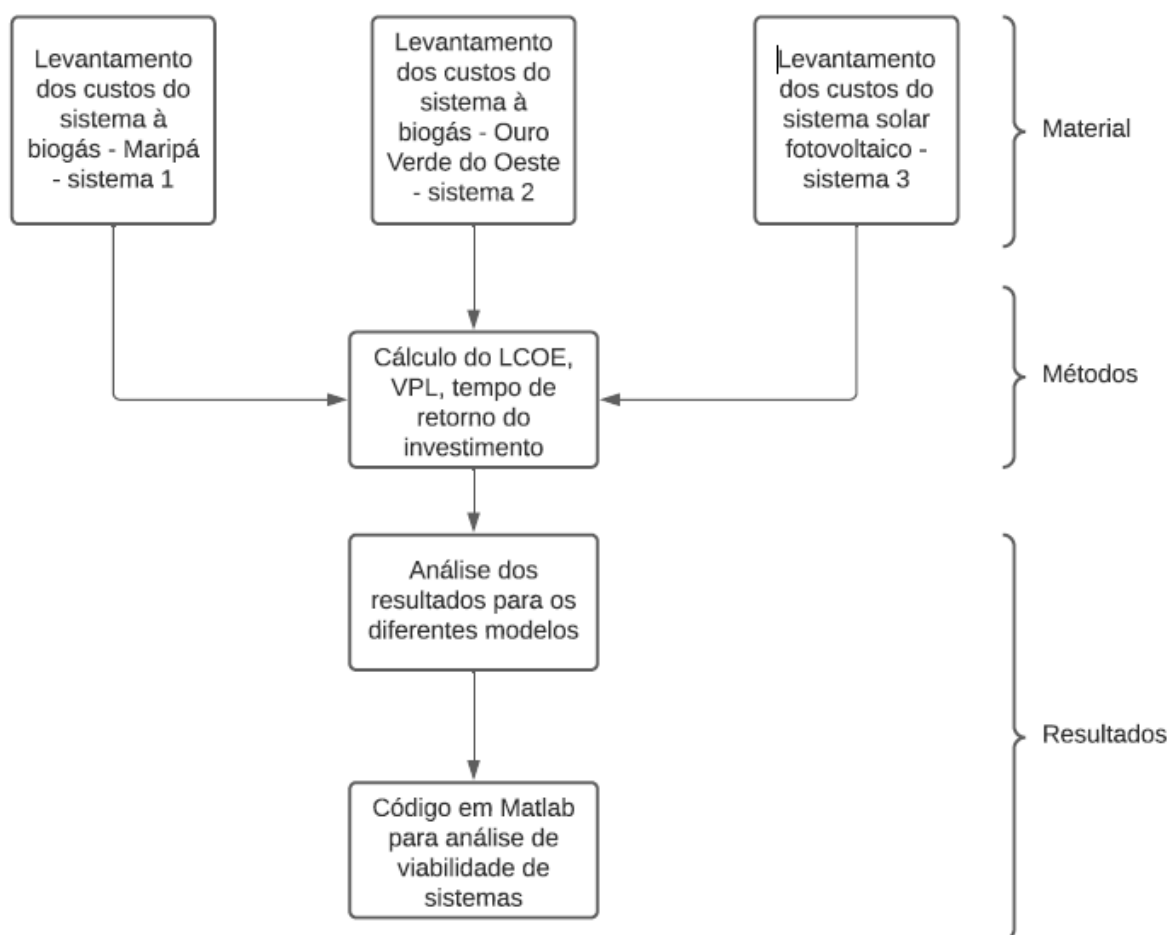 Levantamento
dos custos do
sistema à
biogás - Maripá
- sistema 1
Levantamento
dos custos do
sistema à
biogás - Ouro
Verde do Oeste
- sistema 2
Levantamento
dos custos do
sistema solar
fotovoltaico -
sistema 3
Material
Cálculo do LCOE,
VPL, tempo de
retorno do
investimento
Métodos
Análise dos
resultados para os
diferentes modelos
Código em Matlab
para análise de
viabilidade de
sistemas
Resultados